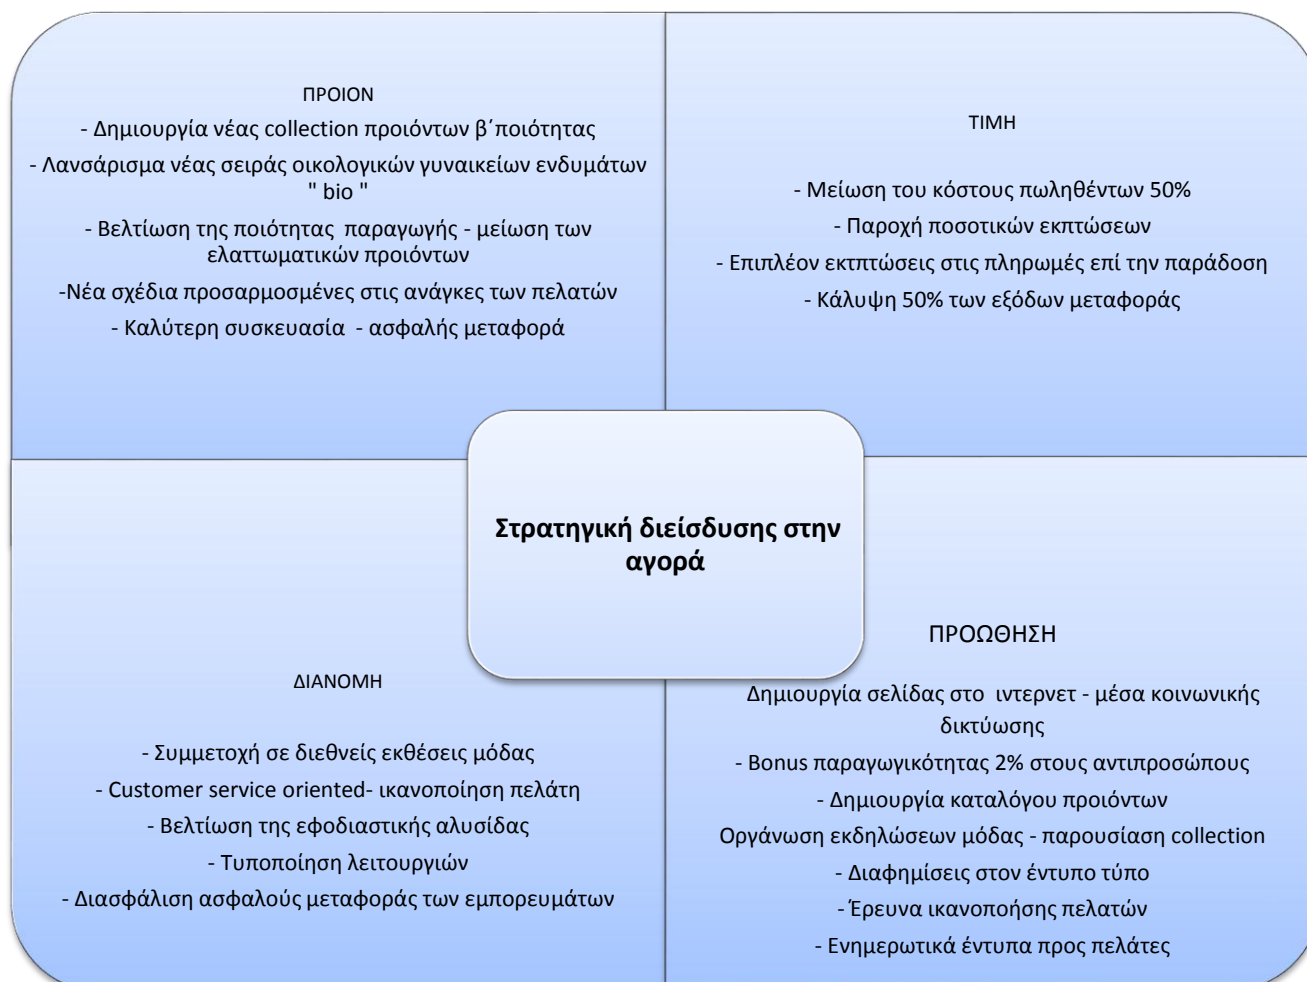 ΠΡΟΙΟΝ
- Δημιουργία νέας collection προιόντων β΄ποιότητας
- Λανσάρισμα νέας σειράς οικολογικών γυναικείων ενδυμάτων
" bio "
- Βελτίωση της ποιότητας παραγωγής - μείωση των
ελαττωματικών προιόντων
-Νέα σχέδια προσαρμοσμένες στις ανάγκες των πελατών
- Καλύτερη συσκευασία - ασφαλής μεταφορά
ΤΙΜΗ
- Μείωση του κόστους πωληθέντων 50%
- Παροχή ποσοτικών εκπτώσεων
- Επιπλέον εκτπτώσεις στις πληρωμές επί την παράδοση
- Κάλυψη 50% των εξόδων μεταφοράς
Στρατηγική διείσδυσης στην
αγορά
ΔΙΑΝΟΜΗ
- Συμμετοχή σε διεθνείς εκθέσεις μόδας
- Customer service oriented- ικανοποίηση πελάτη
- Βελτίωση της εφοδιαστικής αλυσίδας
- Τυποποίηση λειτουργιών
- Διασφάλιση ασφαλούς μεταφοράς των εμπορευμάτων
ΠΡΟΩΘΗΣΗ
Δημιουργία σελίδας στο ιντερνετ - μέσα κοινωνικής
δικτύωσης
- Bonus παραγωγικότητας 2% στους αντιπροσώπους
- Δημιουργία καταλόγου προιόντων
Οργάνωση εκδηλώσεων μόδας - παρουσίαση collection
- Διαφημίσεις στον έντυπο τύπο
- Έρευνα ικανοποήσης πελατών
- Ενημερωτικά έντυπα προς πελάτες